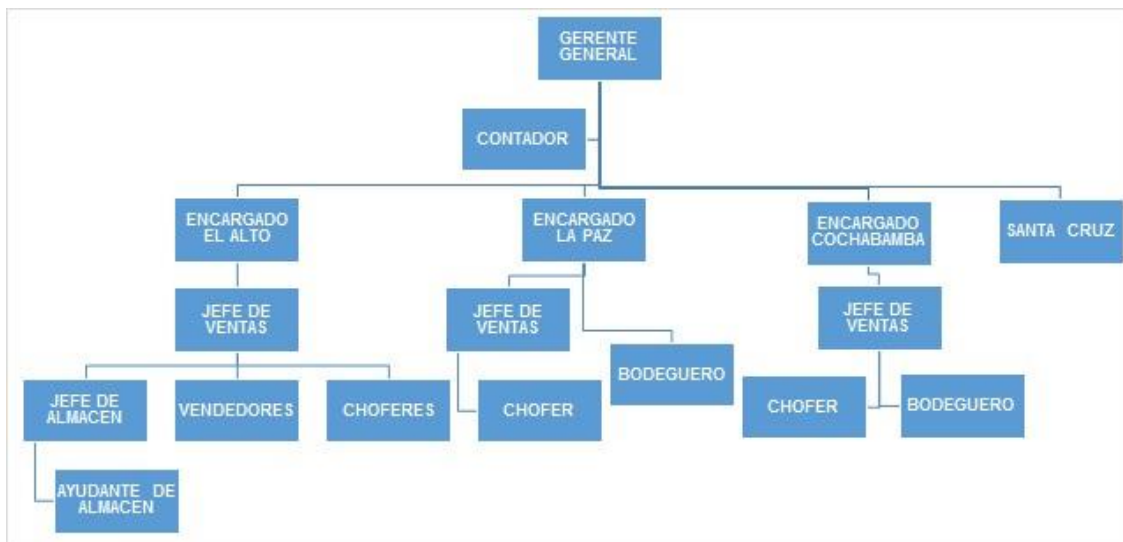 GERENTE
GENERAL
CONTADOR
ENCARGADO
EL ALTO
ENCARGADO
LA PAZ
ENCARGADO
COCHABAMBA
SANTA CRUZ
JEFE DE
VENTAS
JEFE DE
VENTAS
JEFE DE
VENTAS
BODEGUERO
JEFE DE
ALMACEN
VENDEDORES
CHOFERES
CHOFER
CHOFER
BODEGUERO
AYUDANTE DE
ALMACEN